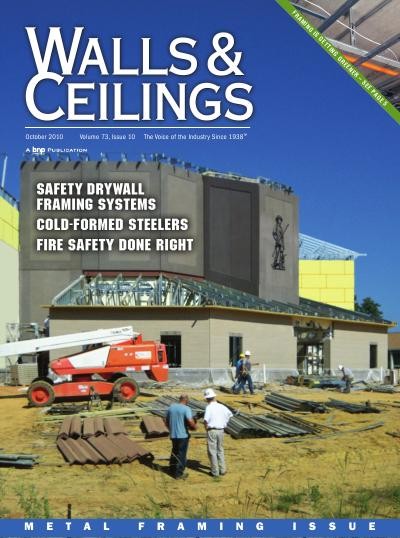 FRAMING IS GETTING GREENER – SEE PAGE 5
WALLS &
CEILINGS
October 2010 Volume 73, Issue 10 The Voice of the Industry Since 1938
A bnp PUBLICATION
SAFETY DRYWALL
FRAMING SYSTEMS
COLD-FORMED STEELERS
FIRE SAFETY DONE RIGHT
METAL FRAMING ISSUE